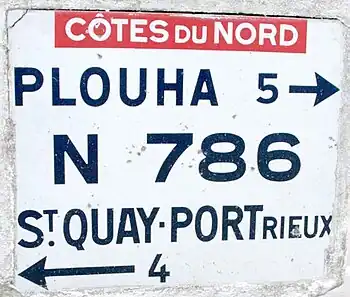 CÔTES DU NORD
PLOUHA 5 →
N 786
ST. QUAY-PORTRIEUX
← 4